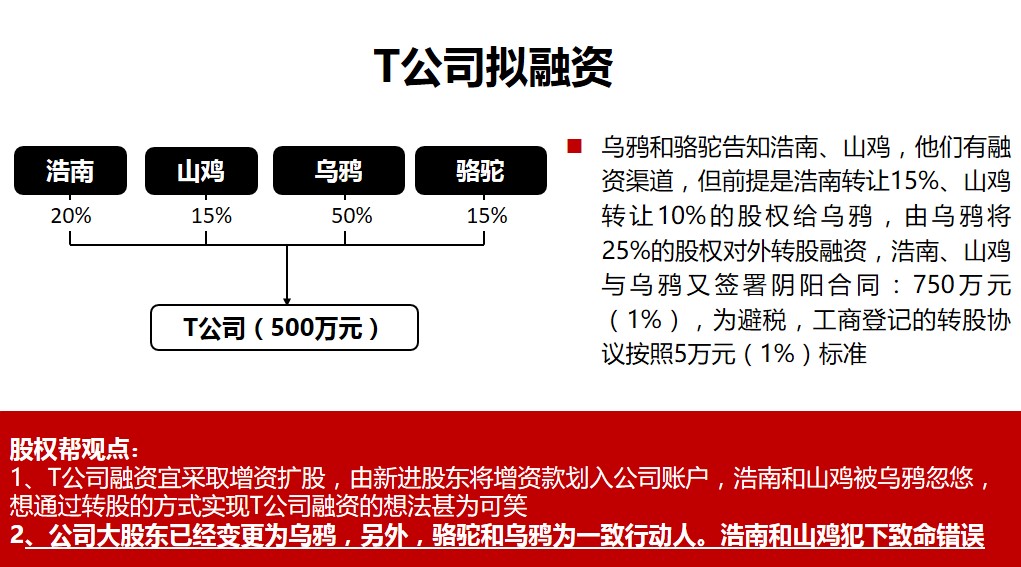 T公司拟融资
浩南 山鸡 乌鸦 骆驼
20% 15% 50% 15%
T公司（500万元）
■ 乌鸦和骆驼告知浩南、山鸡，他们有融
资渠道，但前提是浩南转让15%、山鸡
转让10%的股权给乌鸦，由乌鸦将
25%的股权对外转股融资，浩南、山鸡
与乌鸦又签署阴阳合同：750万元
（1%），为避税，工商登记的转股协
议按照5万元（1%）标准
股权帮观点：
1、T公司融资宜采取增资扩股，由新进股东将增资款划入公司账户，浩南和山鸡被乌鸦忽悠，
想通过转股的方式实现T公司融资的想法甚为可笑
2、公司大股东已经变更为乌鸦，另外，骆驼和乌鸦为一致行动人。浩南和山鸡犯下致命错误